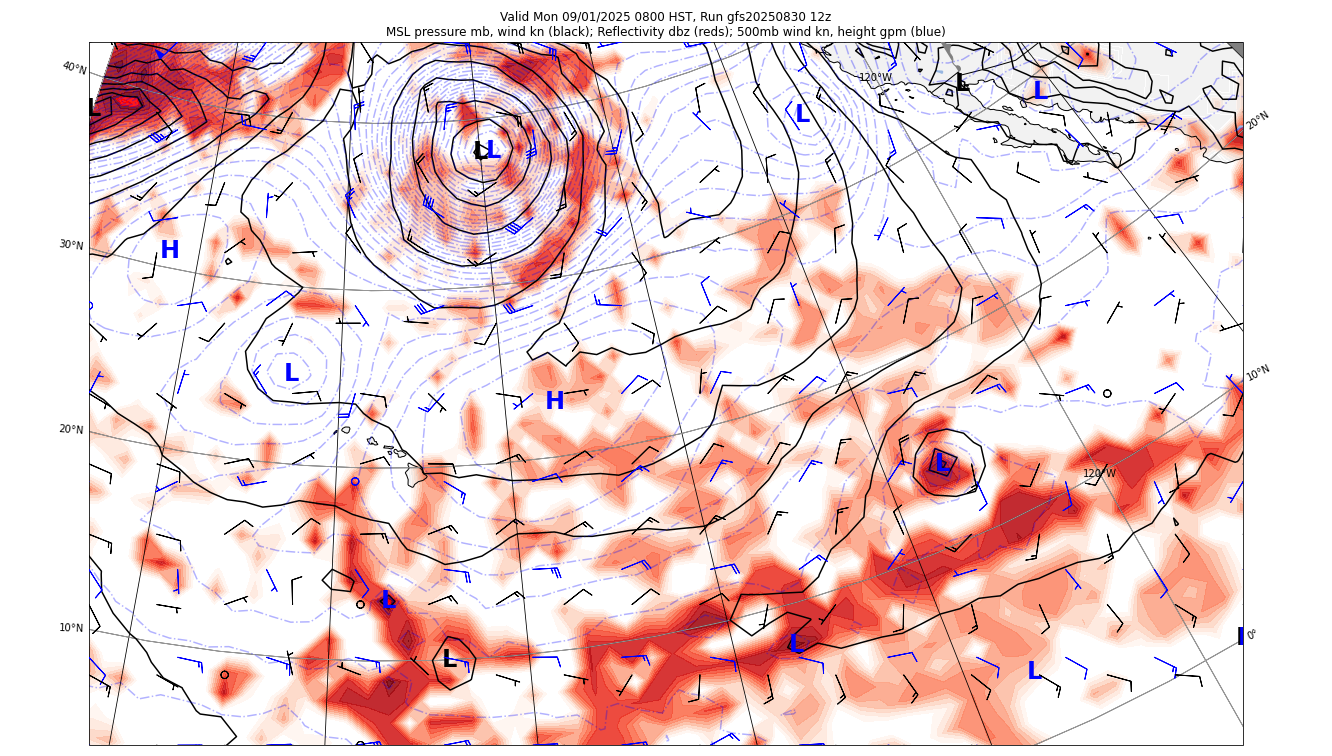 Valid Mon 09/01/2025 0800 HST, Run gfs20250830 12z
MSL pressure mb, wind kn (black); Reflectivity dbz (reds); 500mb wind kn, height gpm (blue)
40°N
120°W
L
L
L
L
20°N
L
L
30°N
H
10°N
L
H
20°N
L
120°W
L
10°N
L
0°
L
L